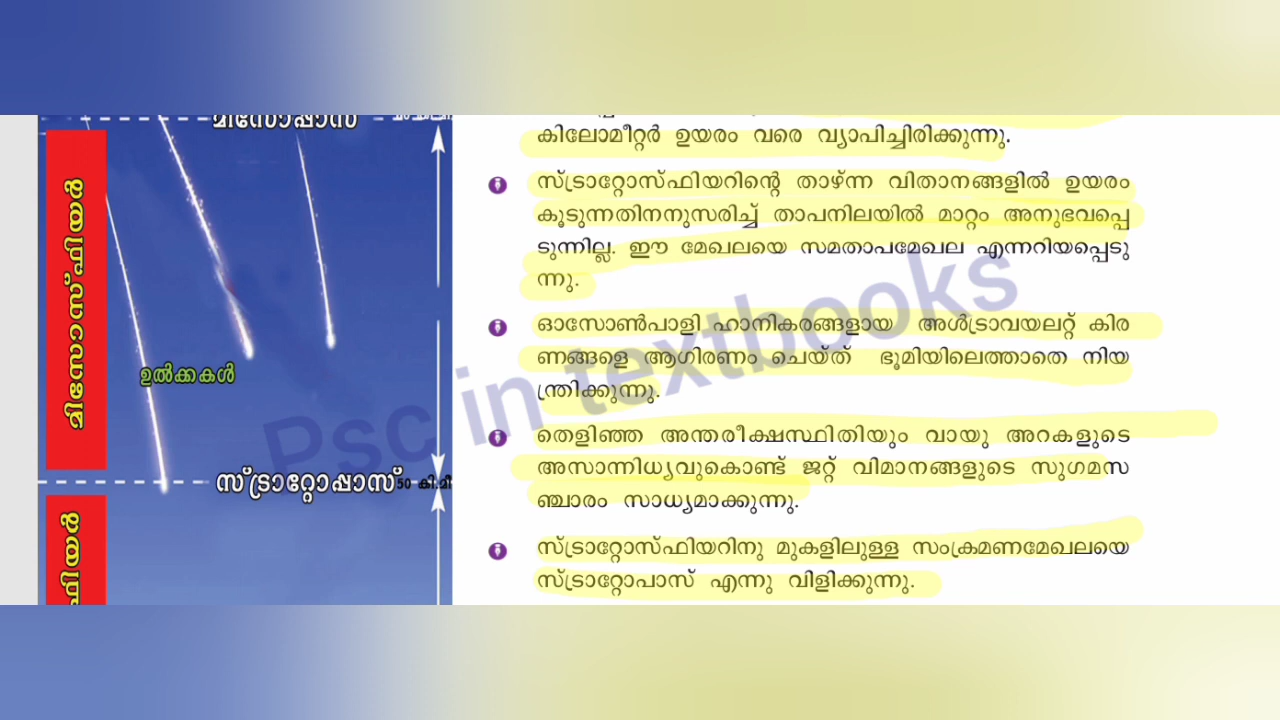 മീസോപ്പാസ്
മിസോസ്ഫിയർ
ഉൽക്കകൾ
സ്ട്രാറ്റോപ്പാസ് 50 കി.മീ
ഫിയർ
കിലോമീറ്റർ ഉയരം വരെ വ്യാപിച്ചിരിക്കുന്നു.
സ്ട്രാറ്റോസ്ഫിയറിന്റെ താഴ്ന്ന വിതാനങ്ങളിൽ ഉയരം
കൂടുന്നതിനനുസരിച്ച് താപനിലയിൽ മാറ്റം അനുഭവപ്പെ
ടുന്നില്ല. ഈ മേഖലയെ സമതാപമേഖല എന്നറിയപ്പെടു
ന്നു.
ഓസോൺപാളി ഹാനികരങ്ങളായ അൾട്രാവയലറ്റ് കിര
ണങ്ങളെ ആഗിരണം ചെയ്ത് ഭൂമിയിലെത്താതെ നിയ
ന്ത്രിക്കുന്നു.
തെളിഞ്ഞ അന്തരീക്ഷസ്ഥിതിയും വായു അറകളുടെ
അസാന്നിധ്യവുകൊണ്ട് ജറ്റ് വിമാനങ്ങളുടെ സുഗമസ
ഞ്ചാരം സാധ്യമാക്കുന്നു.
സ്ട്രാറ്റോസ്ഫിയറിനു മുകളിലുള്ള സംക്രമണമേഖലയെ
സ്ട്രാറ്റോപാസ് എന്നു വിളിക്കുന്നു.
Psc in textbooks